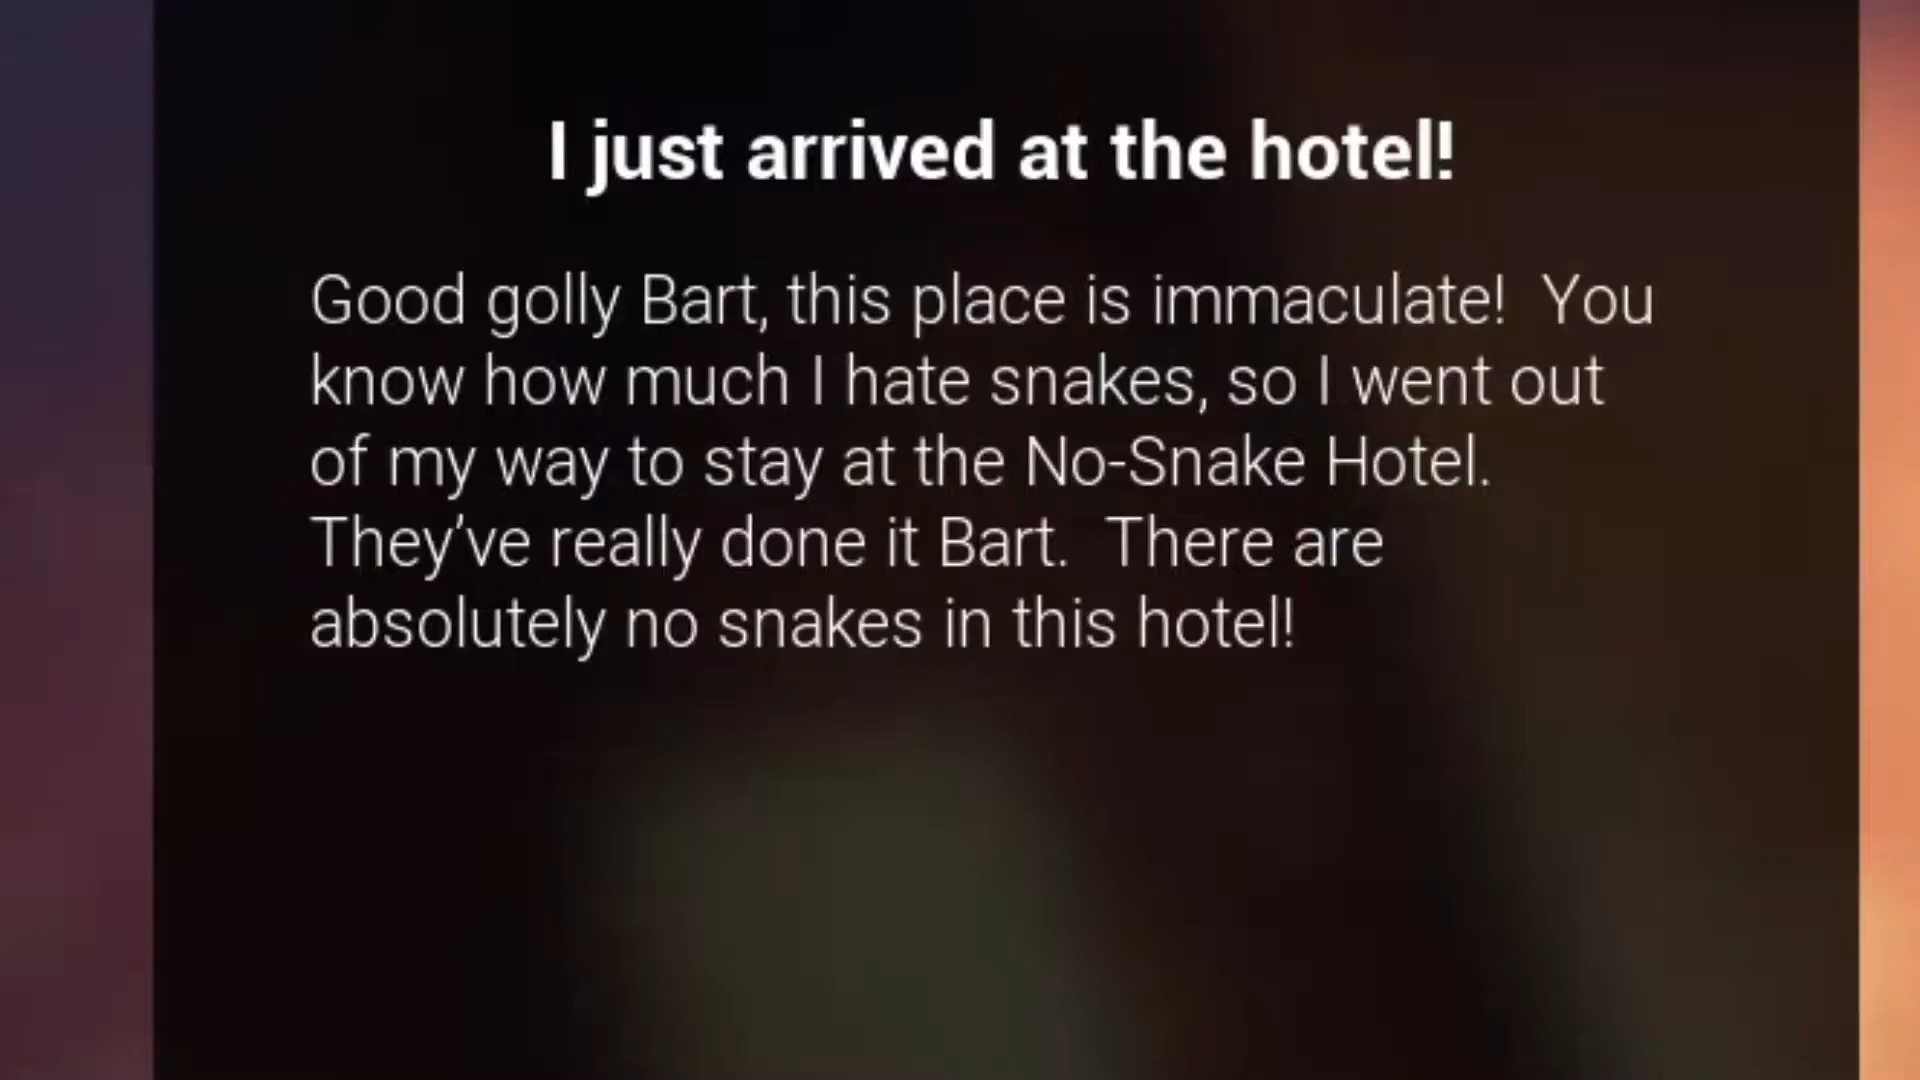 I just arrived at the hotel!
Good golly Bart, this place is immaculate!  You
know how much I hate snakes, so I went out
of my way to stay at the No-Snake Hotel.
They’ve really done it Bart.  There are
absolutely no snakes in this hotel!